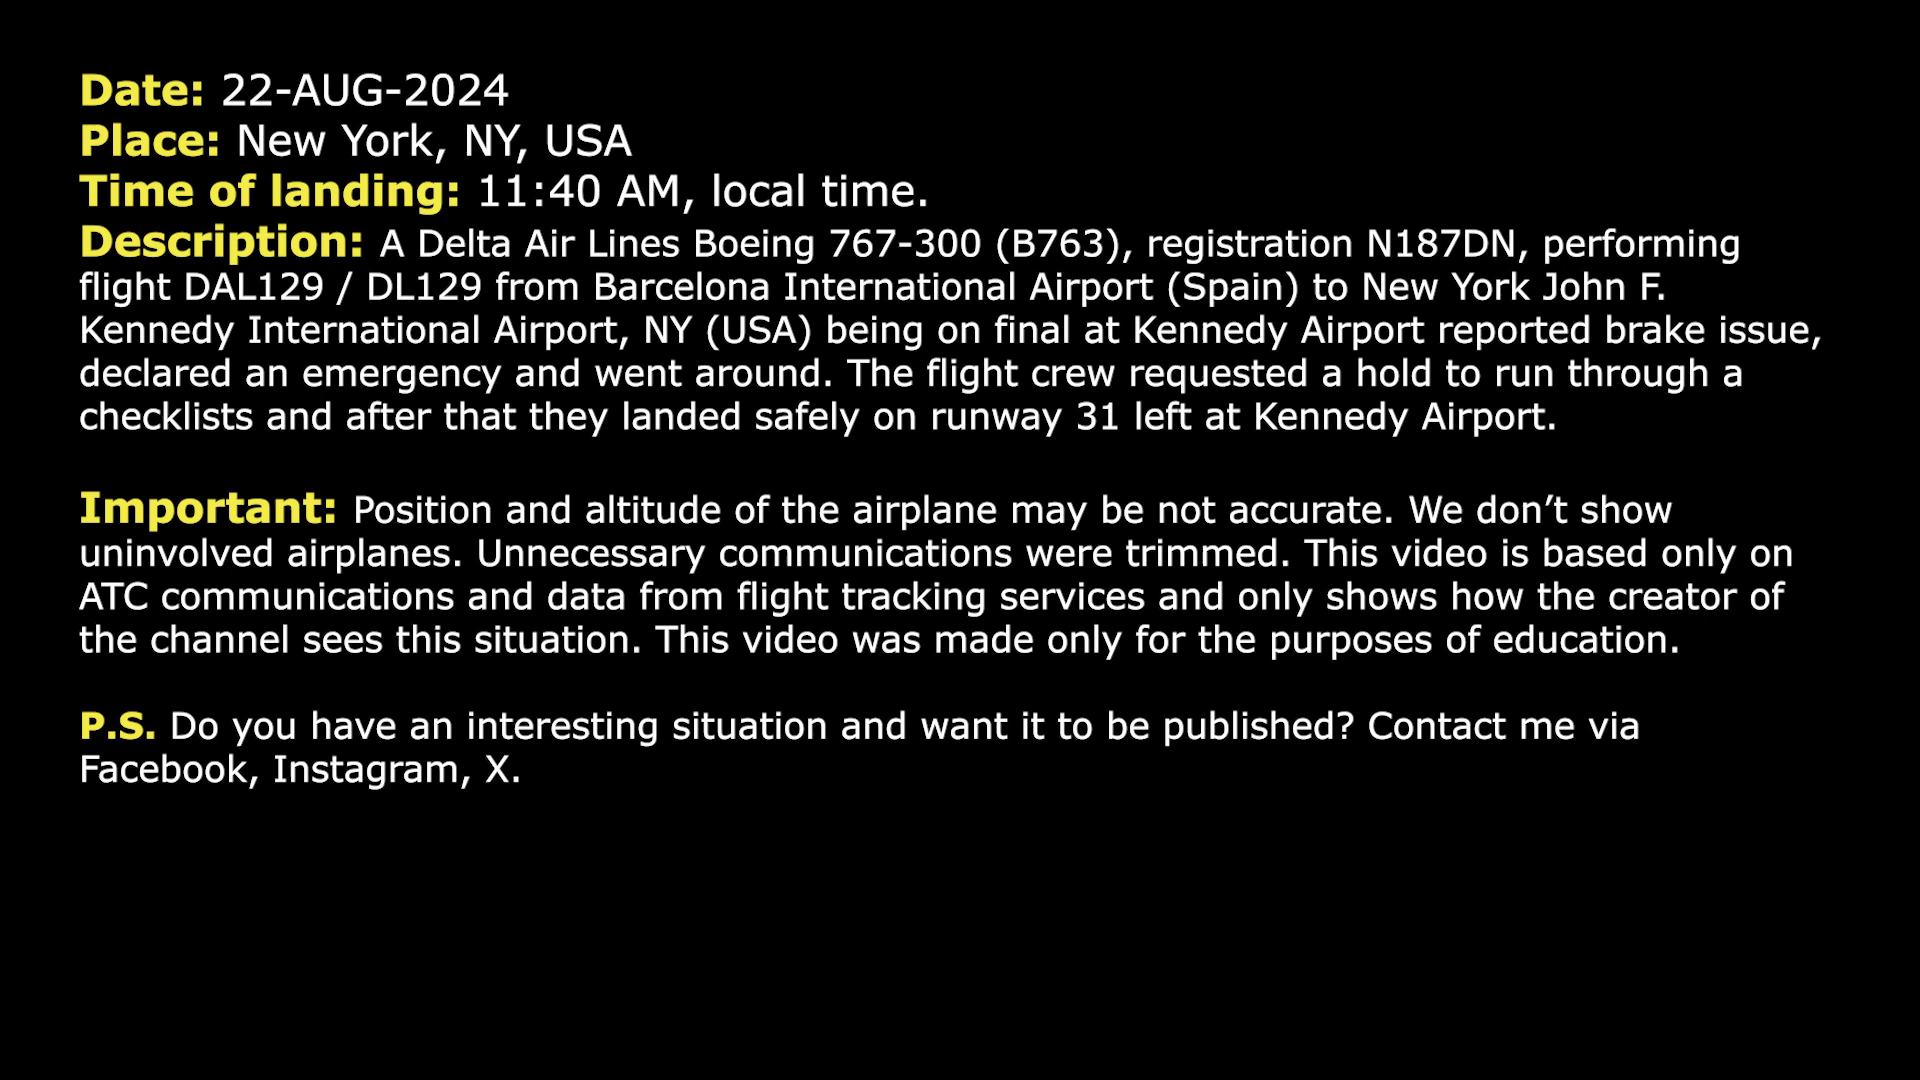 Date: 22-AUG-2024
Place: New York, NY, USA
Time of landing: 11:40 AM, local time.
Description: A Delta Air Lines Boeing 767-300 (B763), registration N187DN, performing
flight DAL129 / DL129 from Barcelona International Airport (Spain) to New York John F.
Kennedy International Airport, NY (USA) being on final at Kennedy Airport reported brake issue,
declared an emergency and went around. The flight crew requested a hold to run through a
checklists and after that they landed safely on runway 31 left at Kennedy Airport.
Important: Position and altitude of the airplane may be not accurate. We don’t show
uninvolved airplanes. Unnecessary communications were trimmed. This video is based only on
ATC communications and data from flight tracking services and only shows how the creator of
the channel sees this situation. This video was made only for the purposes of education.
P.S. Do you have an interesting situation and want it to be published? Contact me via
Facebook, Instagram, X.